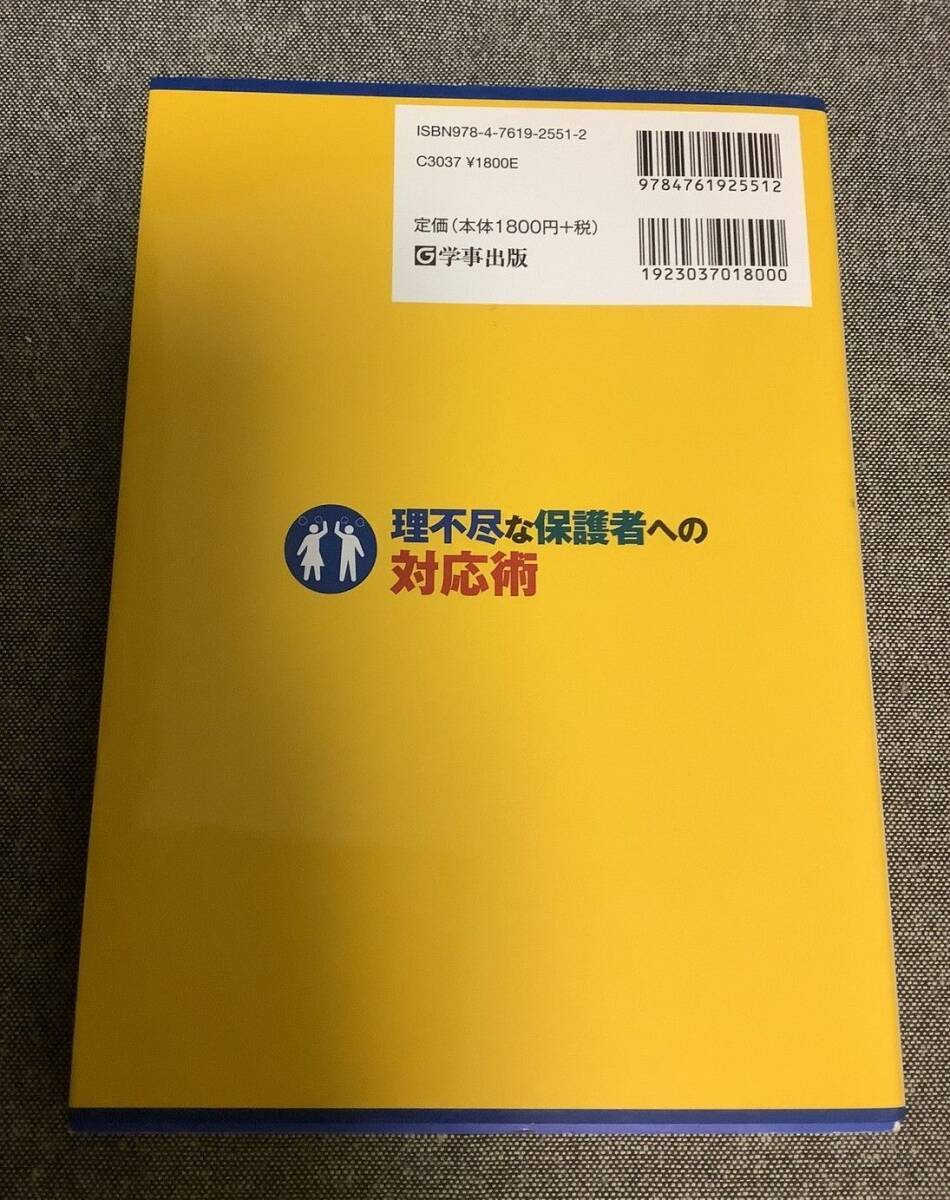 ISBN978-4-7619-2551-2
C3037 ¥1800E
9784761925512
定価(本体1800円+税)
G学事出版
1923037018000
理不尽な保護者への
対応術